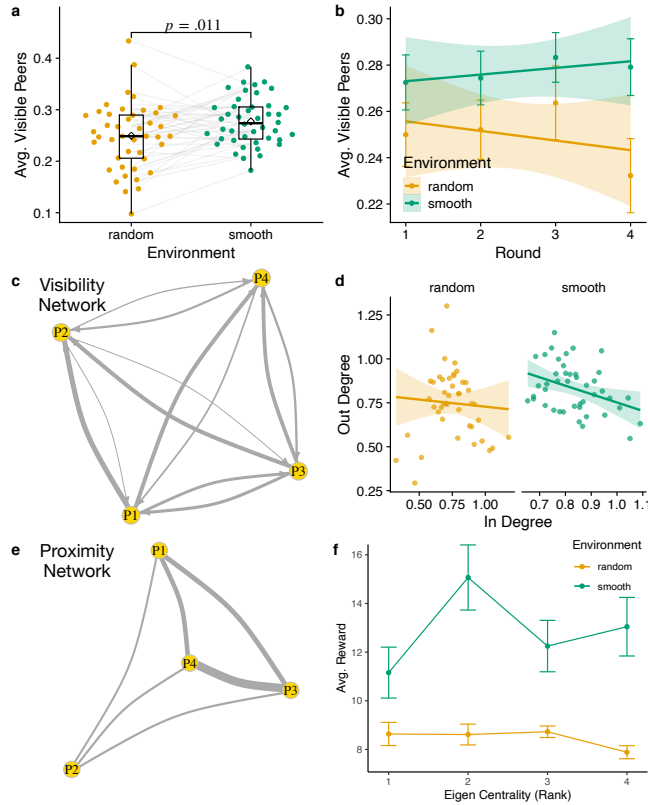 a
p = .011
Avg. Visible Peers
0.4
0.3
0.2
0.1
random
smooth
Environment
b
Avg. Visible Peers
0.30
0.28
0.26
0.24
0.22
Environment
random
smooth
1
2
3
4
Round
c
Visibility
Network
P4
P2
P3
P1
d
random
smooth
Out Degree
1.25
1.00
0.75
0.50
0.25
0.50
0.75
1.00
0.7
0.8
0.9
1.0
1.1
In Degree
e
Proximity
Network
P1
P4
P3
P2
f
Environment
random
smooth
Avg. Reward
16
14
12
10
8
1
2
3
4
Eigen Centrality (Rank)